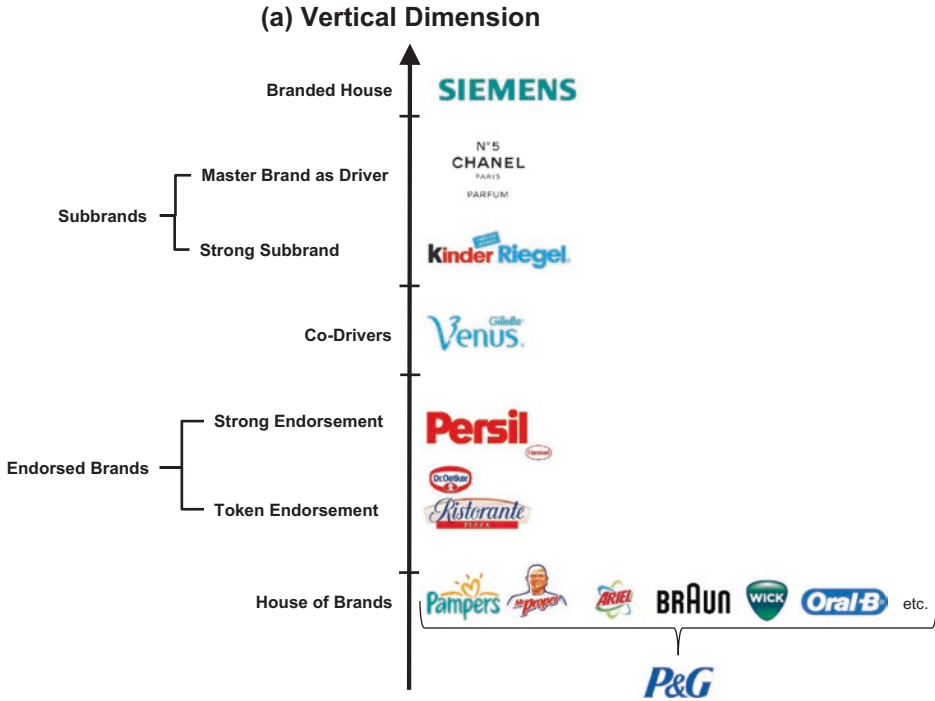 (a) Vertical Dimension
Branded House
SIEMENS
N°5
CHANEL
PARIS
PARFUM
Master Brand as Driver
Subbrands
Strong Subbrand
Kinder Riegel
Co-Drivers
Gillette
Venus
Strong Endorsement
Persil
Henkel
Endorsed Brands
Dr.Oetker
Token Endorsement
Ristorante
PIZZA
House of Brands
Pampers
Mr Proper
ARIEL
BRAUN
WICK
Oral-B
etc.
P&G